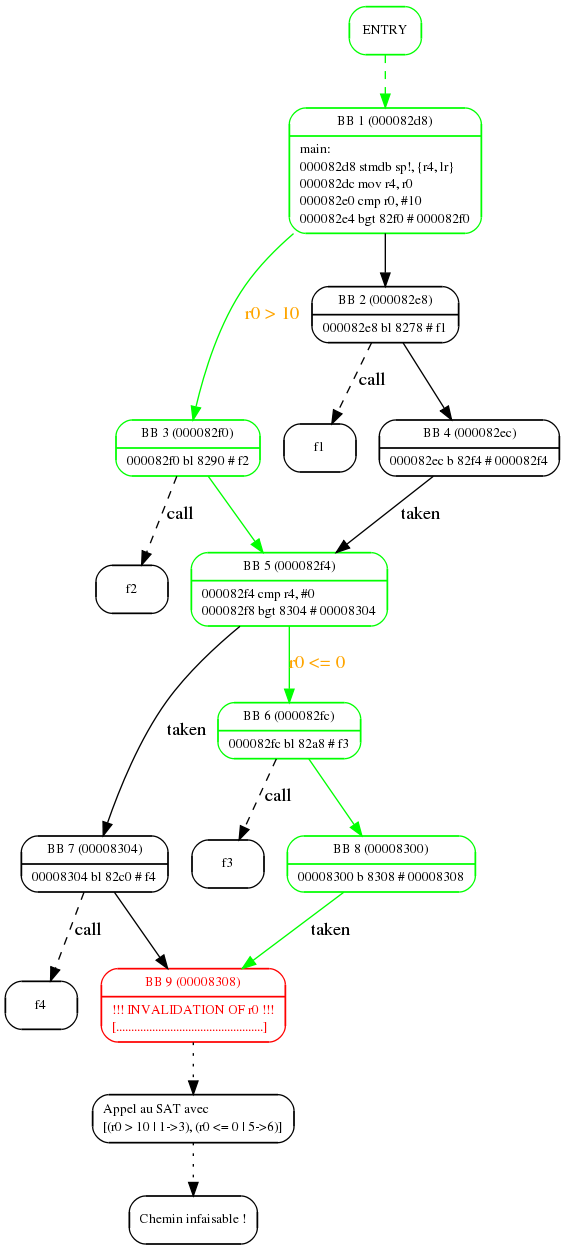 ENTRY
BB 1 (000082d8)
main:
000082d8 stmdb sp!, {r4, lr}
000082dc mov r4, r0
000082e0 cmp r0, #10
000082e4 bgt 82f0 # 000082f0
r0 > 10
BB 2 (000082e8)
000082e8 bl 8278 # f1
call
BB 3 (000082f0)
000082f0 bl 8290 # f2
f1
BB 4 (000082ec)
000082ec b 82f4 # 000082f4
call
taken
f2
BB 5 (000082f4)
000082f4 cmp r4, #0
000082f8 bgt 8304 # 00008304
r0 <= 0
taken
BB 6 (000082fc)
000082fc bl 82a8 # f3
call
BB 7 (00008304)
00008304 bl 82c0 # f4
f3
BB 8 (00008300)
00008300 b 8308 # 00008308
call
taken
f4
BB 9 (00008308)
!!! INVALIDATION OF r0 !!!
[.................................................]
Appel au SAT avec
[(r0 > 10 | 1->3), (r0 <= 0 | 5->6)]
Chemin infaisable !